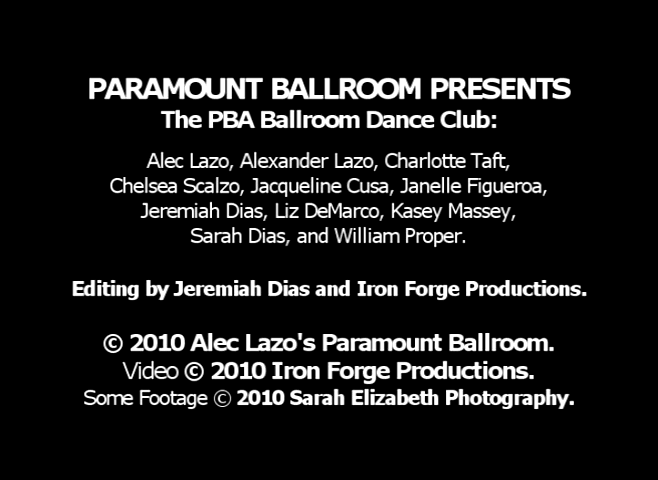 PARAMOUNT BALLROOM PRESENTS
The PBA Ballroom Dance Club:
Alec Lazo, Alexander Lazo, Charlotte Taft,
Chelsea Scalzo, Jacqueline Cusa, Janelle Figueroa,
Jeremiah Dias, Liz DeMarco, Kasey Massey,
Sarah Dias, and William Proper.
Editing by Jeremiah Dias and Iron Forge Productions.
© 2010 Alec Lazo's Paramount Ballroom.
Video © 2010 Iron Forge Productions.
Some Footage © 2010 Sarah Elizabeth Photography.